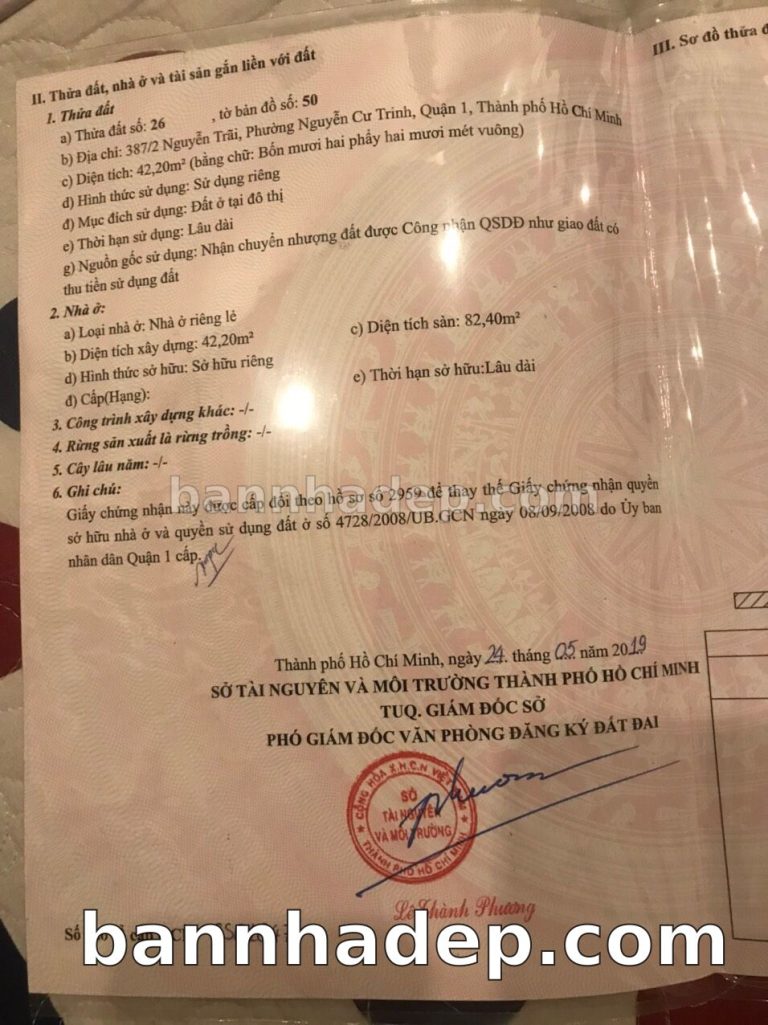 II. Thửa đất, nhà ở và tài sản gắn liền với đất
III. Sơ đồ thửa
1. Thửa đất
a) Thửa đất số: 26 , tờ bản đồ số: 50
b) Địa chỉ: 387/2 Nguyễn Trãi, Phường Nguyễn Cư Trinh, Quận 1, Thành phố Hồ Chí Minh
c) Diện tích: 42,20m² (bằng chữ: Bốn mươi hai phẩy hai mươi mét vuông)
d) Hình thức sử dụng: Sử dụng riêng
đ) Mục đích sử dụng: Đất ở tại đô thị
e) Thời hạn sử dụng: Lâu dài
g) Nguồn gốc sử dụng: Nhận chuyển nhượng đất được Công nhận QSDĐ như giao đất có
thu tiền sử dụng đất
2. Nhà ở:
a) Loại nhà ở: Nhà ở riêng lẻ
b) Diện tích xây dựng: 42,20m² c) Diện tích sàn: 82,40m²
d) Hình thức sở hữu: Sở hữu riêng
đ) Cấp(Hạng): e) Thời hạn sở hữu:Lâu dài
3. Công trình xây dựng khác: -/-
4. Rừng sản xuất là rừng trồng: -/-
5. Cây lâu năm: -/-
6. Ghi chú:
Giấy chứng nhận này được cấp đổi theo hồ sơ số 2959 để thay thế Giấy chứng nhận quyền
sở hữu nhà ở và quyền sử dụng đất ở số 4728/2008/UB.GCN ngày 08/09/2008 do Ủy ban
nhân dân Quận 1 cấp.
bannhadep.com
Thành phố Hồ Chí Minh, ngày 24. tháng 05 năm 2019
SỞ TÀI NGUYÊN VÀ MÔI TRƯỜNG THÀNH PHỐ HỒ CHÍ MINH
TUQ. GIÁM ĐỐC SỞ
PHÓ GIÁM ĐỐC VĂN PHÒNG ĐĂNG KÝ ĐẤT ĐAI
CỘNG HÒA X.H.C.N VIỆT NAM
SỞ
TÀI NGUYÊN
VÀ MÔI TRƯỜNG
THÀNH PHỐ HỒ CHÍ MINH
Lê Thành Phương
Số
bannhadep.com